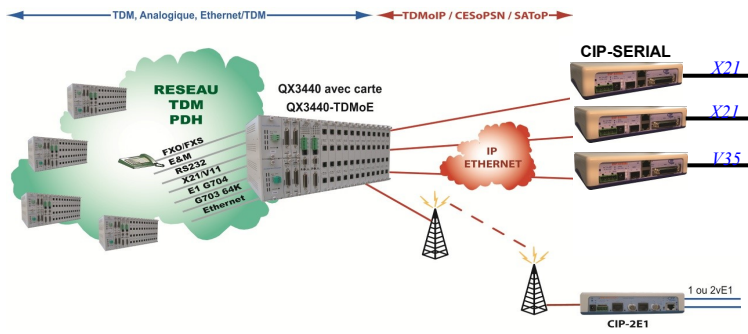 TDM, Analogique, Ethernet/TDM
TDMoIP / CESoPSN / SAToP
CIP-SERIAL
X21
QX3440 avec carte
QX3440-TDMoE
RESEAU
TDM
PDH
X21
FXO/FXS
E&M
RS232
X21/V11
E1 G704
G703 64K
Ethernet
IP
ETHERNET
V35
1 ou 2vE1
CIP-2E1